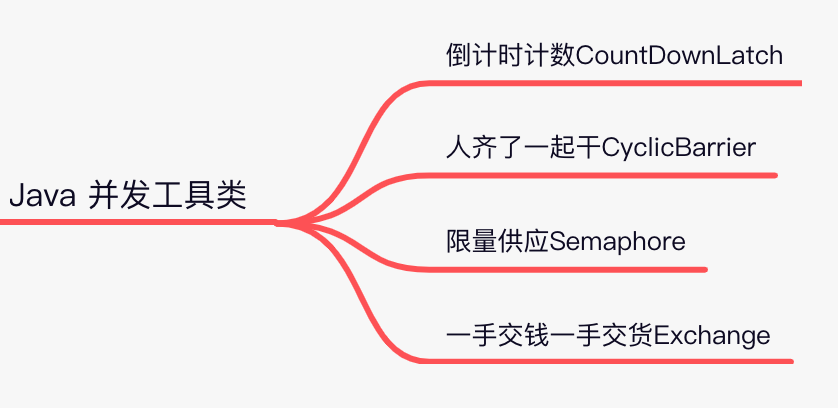 Java 并发工具类
倒计时计数CountDownLatch
人齐了一起干CyclicBarrier
限量供应Semaphore
一手交钱一手交货Exchange